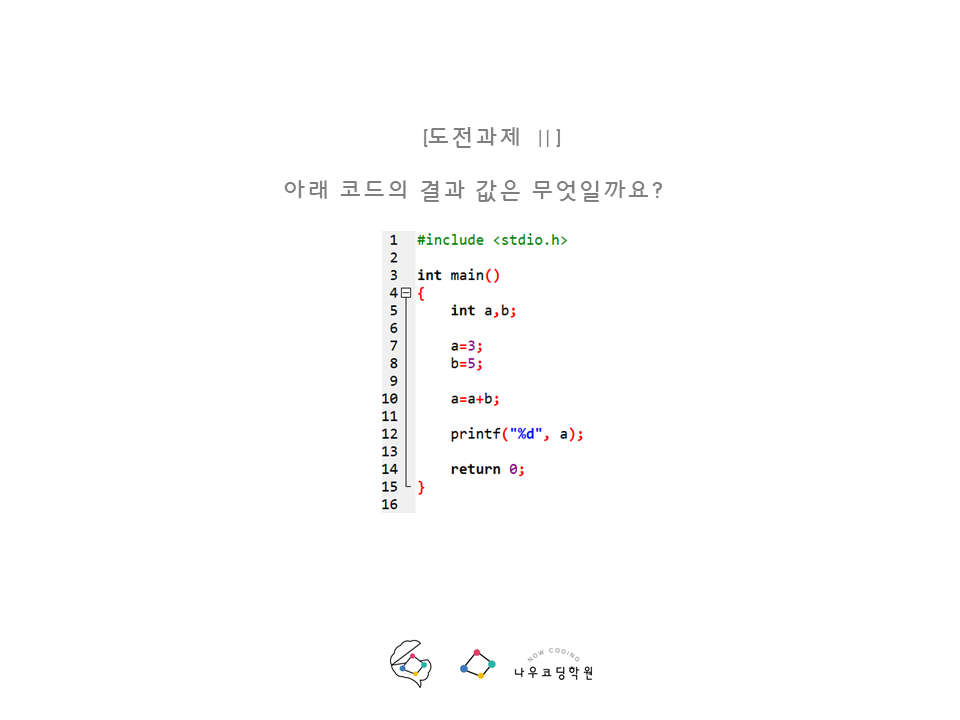 [도전과제 II]
아래 코드의 결과 값은 무엇일까요?
1 #include <stdio.h>
2
3 int main()
4 {
5 int a,b;
6
7 a=3;
8 b=5;
9
10 a=a+b;
11
12 printf("%d", a);
13
14 return 0;
15 }
16
NOW CODING
나우코딩학원